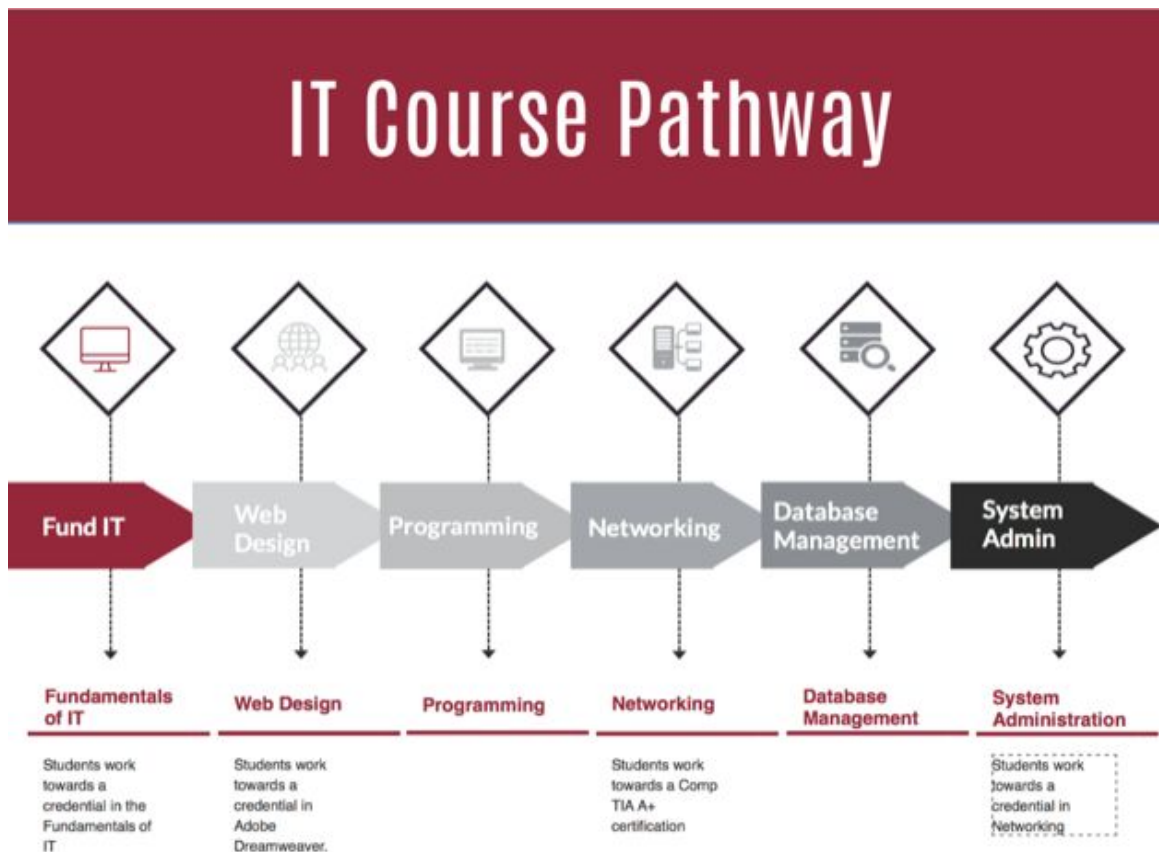 IT Course Pathway
Fund IT
Web
Design
Programming
Networking
Database
Management
System
Admin
Fundamentals
of IT
Students work
towards a
credential in the
Fundamentals of
IT
Web Design
Students work
towards a
credential in
Adobe
Dreamweaver.
Programming
Networking
Students work
towards a Comp
TIA A+
certification
Database
Management
System
Administration
Students work
towards a
credential in
Networking